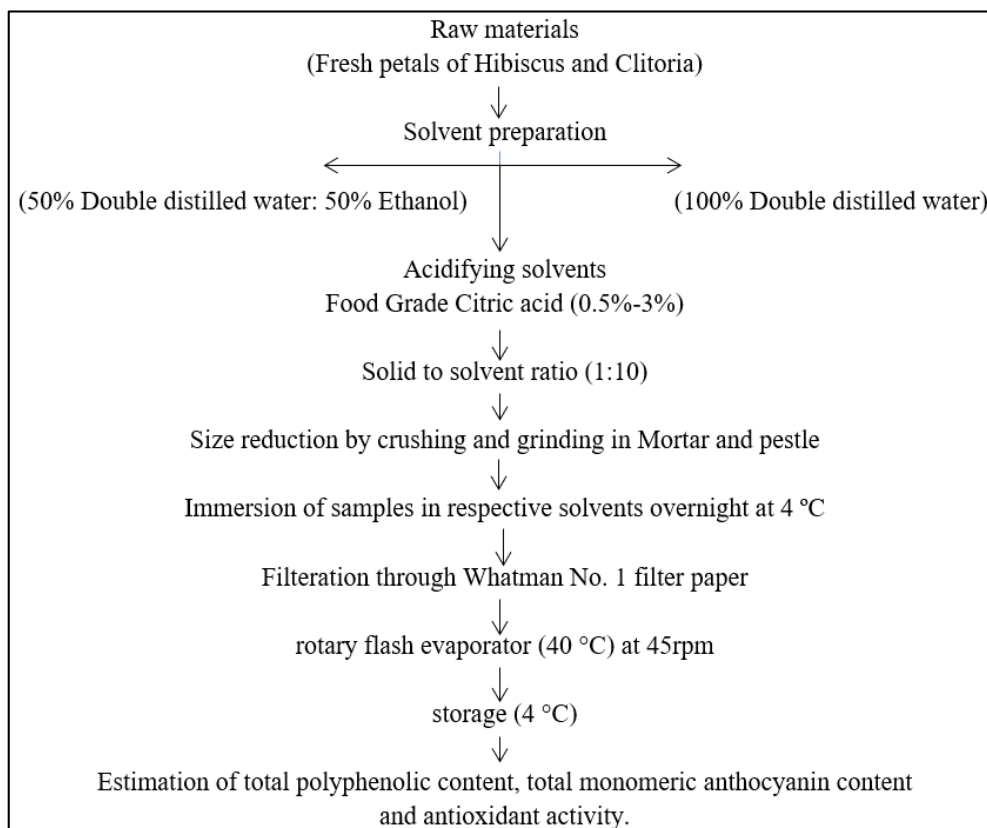 Raw materials
(Fresh petals of Hibiscus and Clitoria)
Solvent preparation
(50% Double distilled water: 50% Ethanol)
(100% Double distilled water)
Acidifying solvents
Food Grade Citric acid (0.5%-3%)
Solid to solvent ratio (1:10)
Size reduction by crushing and grinding in Mortar and pestle
Immersion of samples in respective solvents overnight at 4 ºC
Filteration through Whatman No. 1 filter paper
rotary flash evaporator (40 °C) at 45rpm
storage (4 °C)
Estimation of total polyphenolic content, total monomeric anthocyanin content
and antioxidant activity.